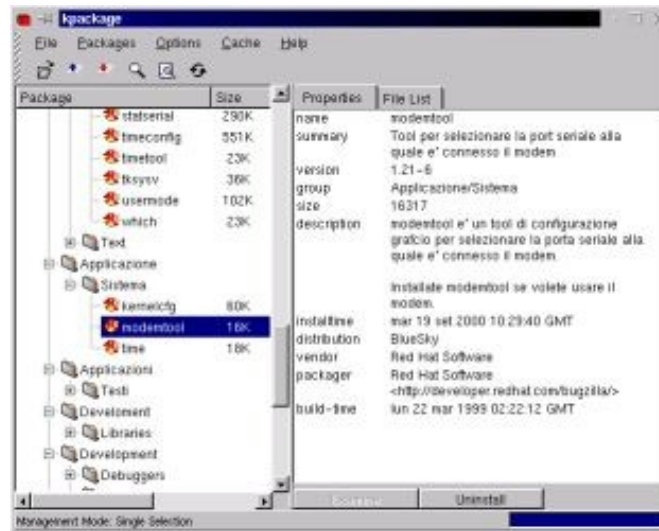 kpackage
File Packages Options Cache Help
Package Size
statserial 290K
timeconfig 551K
timetool 23K
tksysv 36K
usermode 102K
which 23K
Text
Applicazione
Sistema
kernelcfg 60K
modemtool 16K
time 18K
Applicazioni
Testi
Develoment
Libraries
Development
Debuggers
Properties File List
name modemtool
summary Tool per selezionare la port seriale alla
quale e' connesso il modem
version 1.21-6
group Applicazione/Sistema
size 16317
description modemtool e' un tool di configurazione
grafcio per selezionare la porta seriale alla
quale e' connesso il modem.
Installate modemtool se volete usare il
modem.
installtime mar 19 set 2000 10:29:40 GMT
distribution BlueSky
vendor Red Hat Software
packager Red Hat Software
<http://developer.redhat.com/bugzilla/>
build-time lun 22 mar 1999 02:22:12 GMT
Uninstall
Management Mode: Single Selection